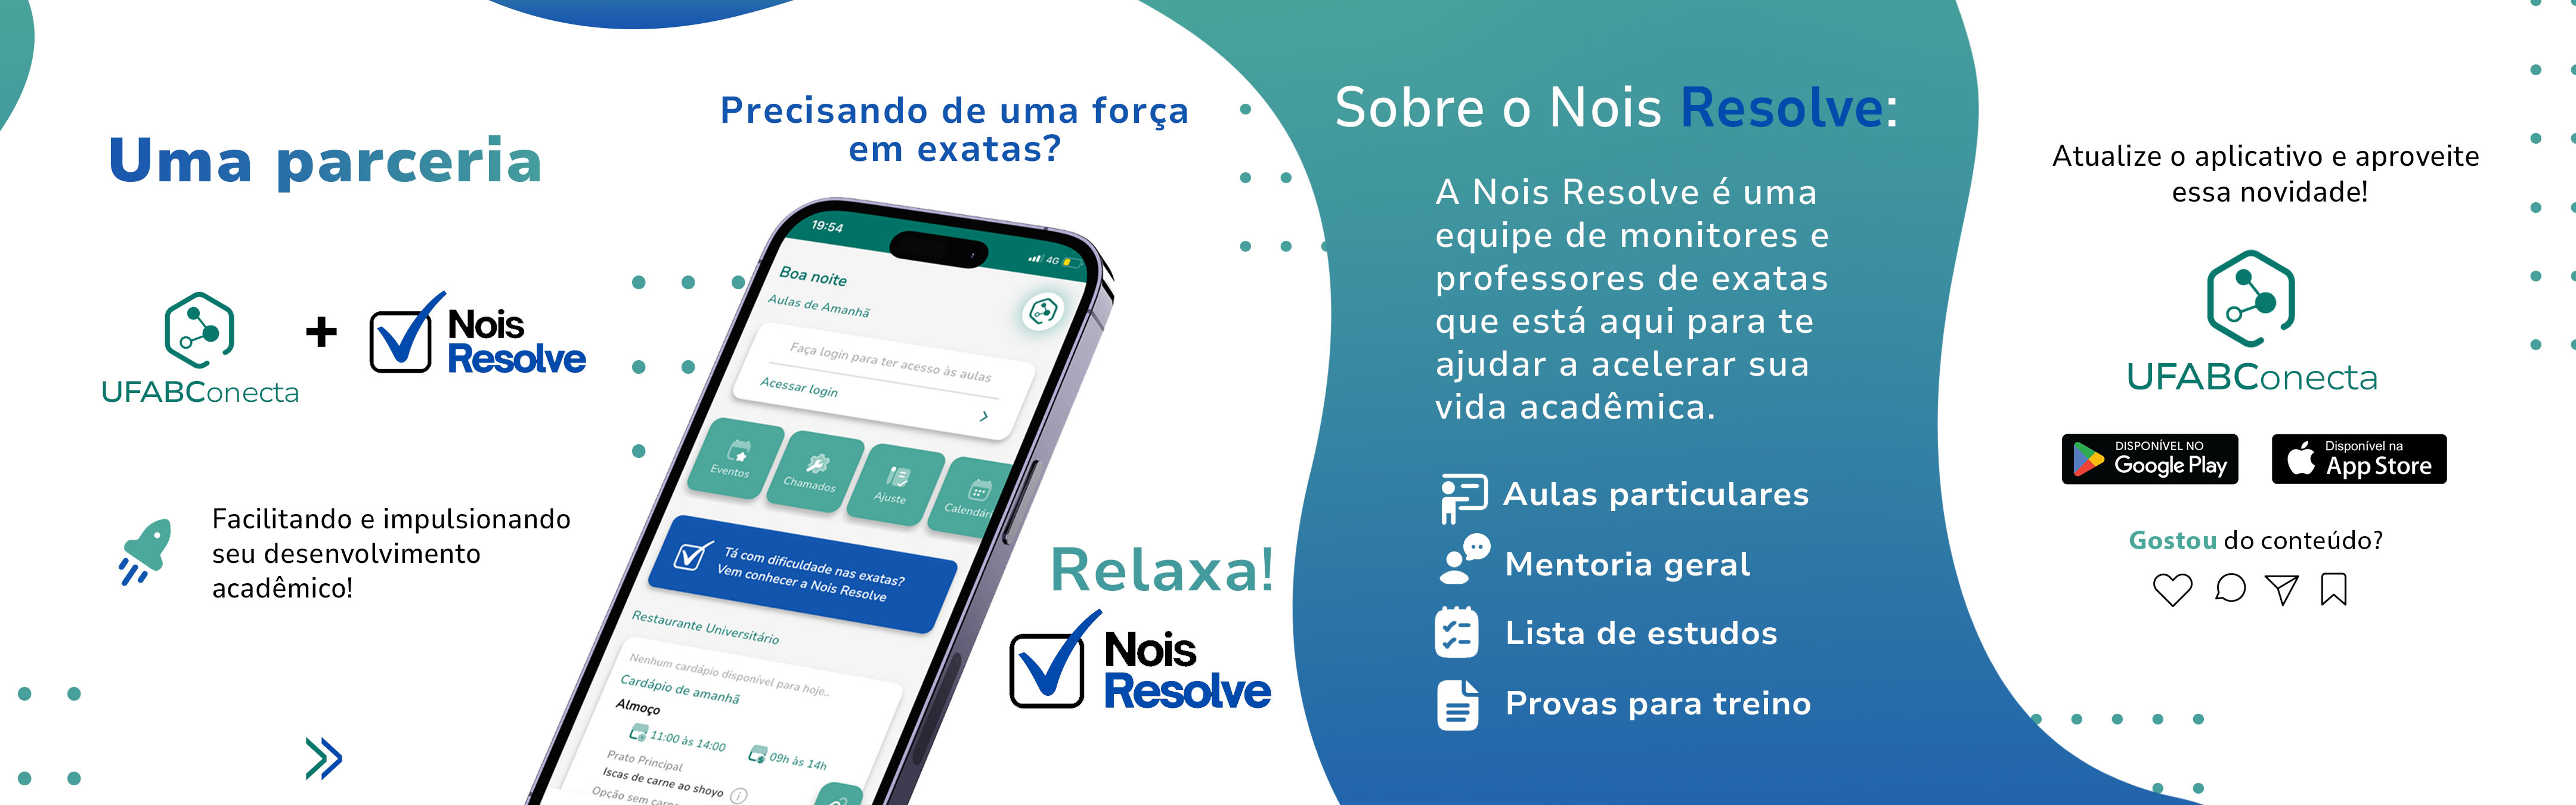 Uma parceria
UFABConecta
+
Nois
Resolve
Facilitando e impulsionando
seu desenvolvimento
acadêmico!
Precisando de uma força
em exatas?
19:54
4G
Boa noite
Aulas de Amanhã
Faça login para ter acesso às aulas
Acessar login
Eventos
Chamados
Ajuste
Calendári
Tá com dificuldade nas exatas?
Vem conhecer a Nois Resolve
Restaurante Universitário
Nenhum cardápio disponível para hoje..
Cardápio de amanhã
Almoço
11:00 às 14:00
09h às 14h
Prato Principal
Iscas de carne ao shoyo
Opção sem carne
Relaxa!
Nois
Resolve
Sobre o Nois Resolve:
A Nois Resolve é uma
equipe de monitores e
professores de exatas
que está aqui para te
ajudar a acelerar sua
vida acadêmica.
Aulas particulares
Mentoria geral
Lista de estudos
Provas para treino
Atualize o aplicativo e aproveite
essa novidade!
UFABConecta
DISPONÍVEL NO
Google Play
Disponível na
App Store
Gostou do conteúdo?